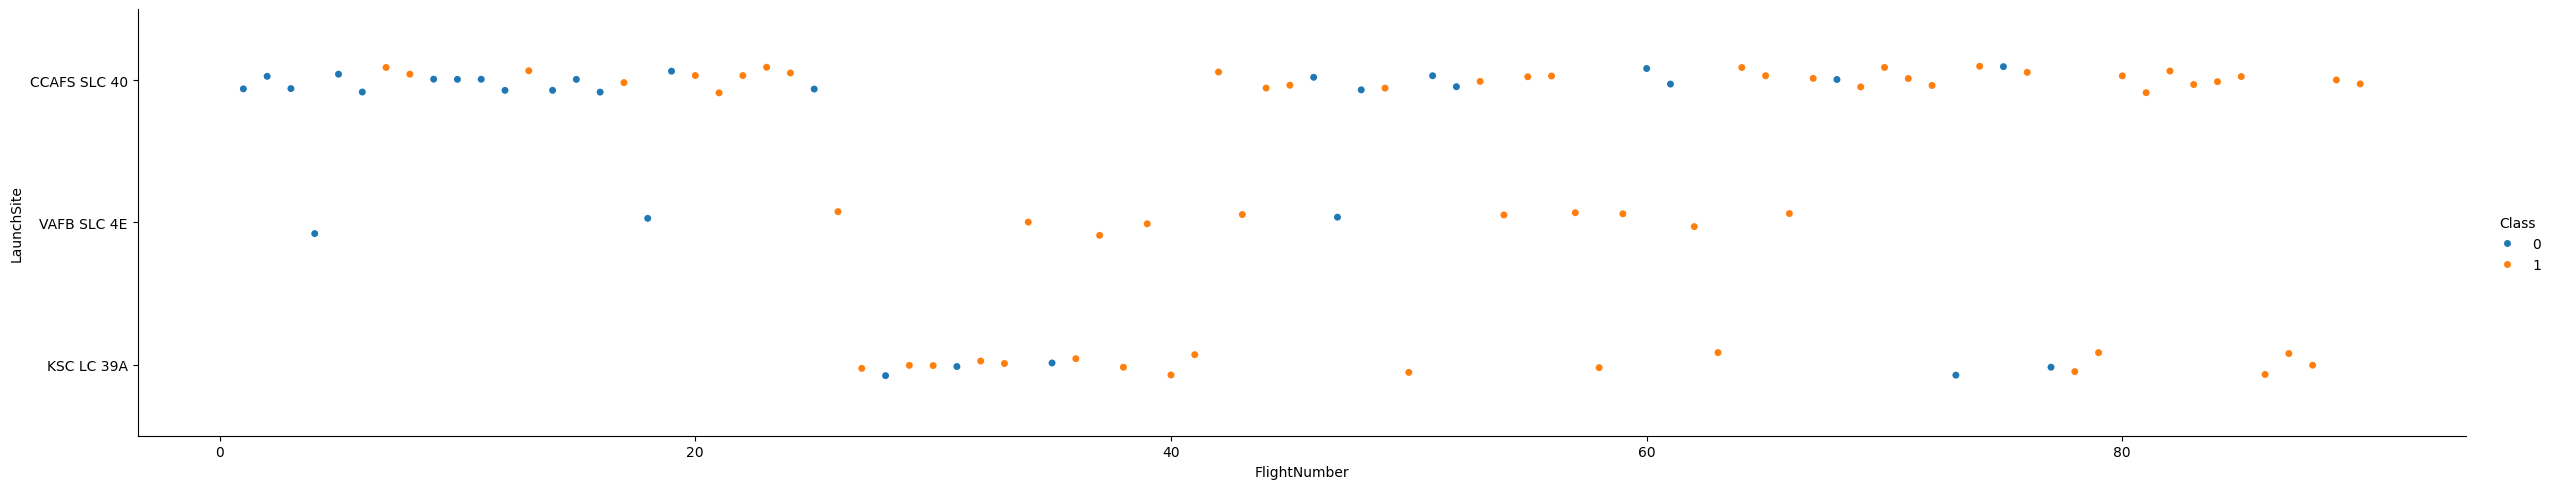 CCAFS SLC 40
VAFB SLC 4E
KSC LC 39A
LaunchSite
0 20 40 60 80
FlightNumber
Class
0
1